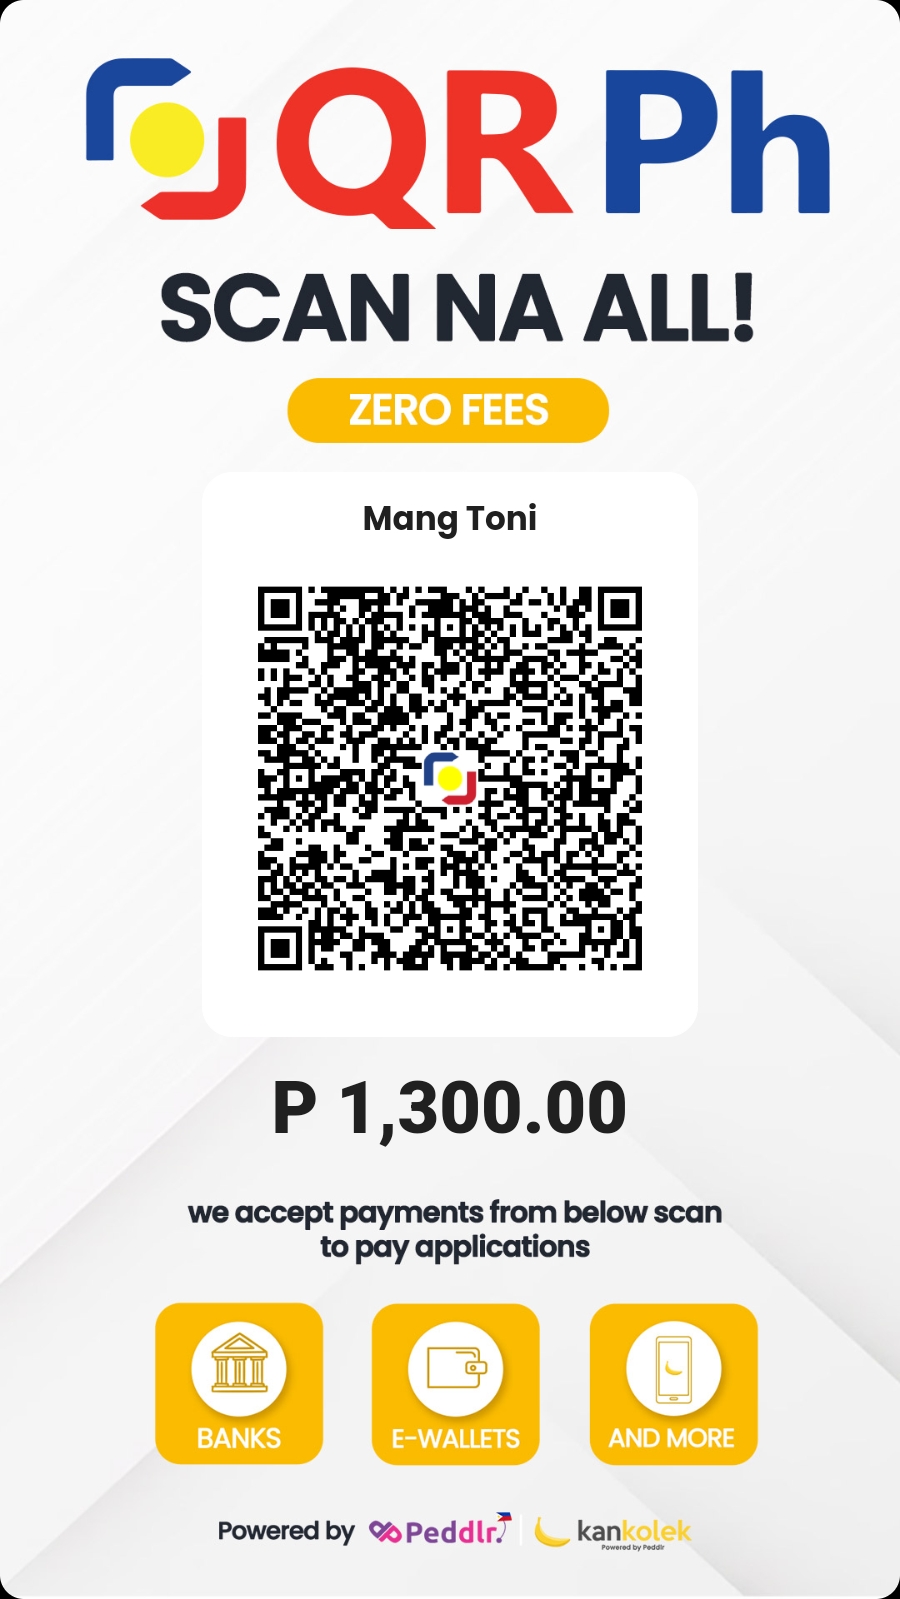 QR Ph
SCAN NA ALL!
ZERO FEES
Mang Toni
P 1,300.00
we accept payments from below scan
to pay applications
BANKS
E-WALLETS
AND MORE
Powered by Peddlr. kankolek
Powered by Peddlr